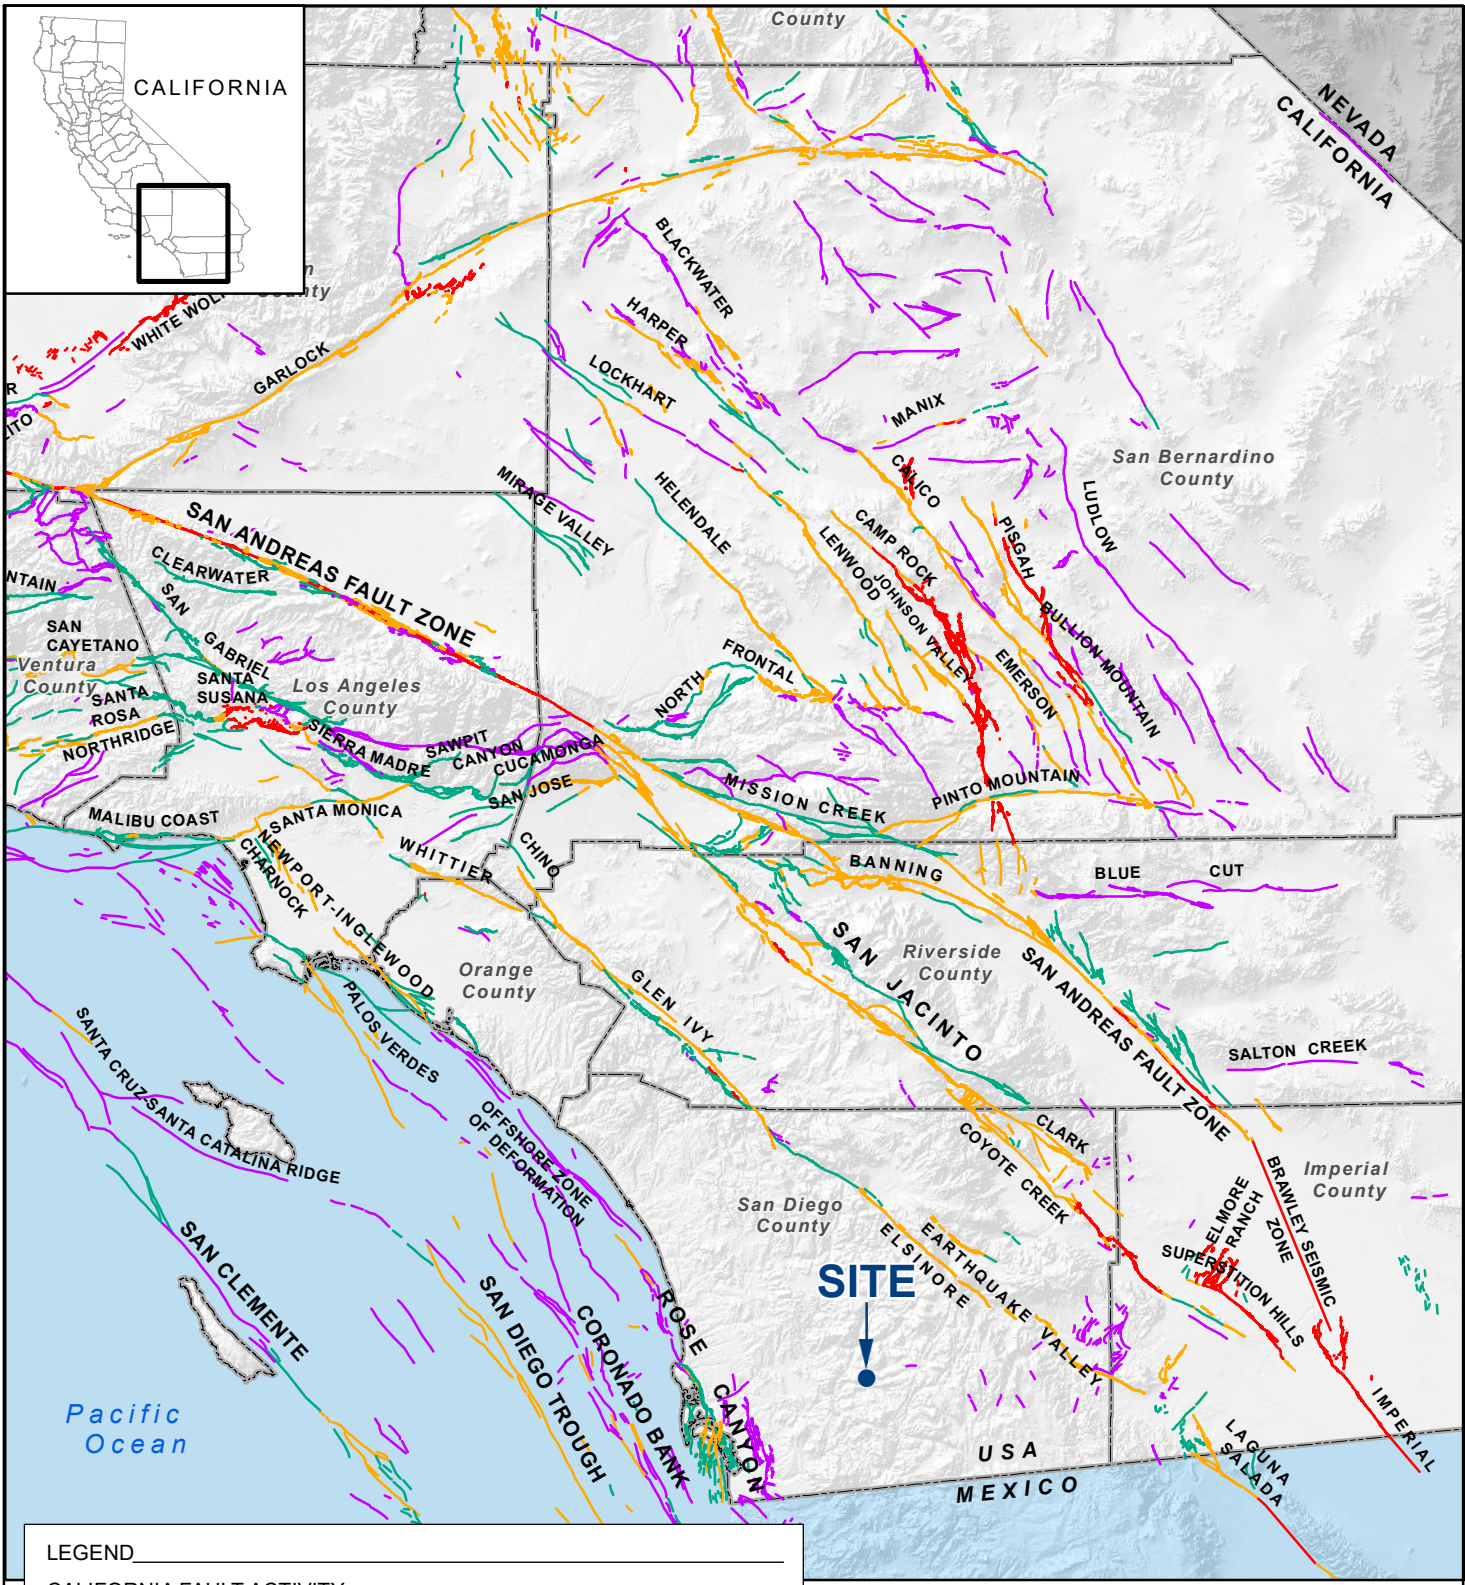 County
CALIFORNIA
NEVADA
CALIFORNIA
nty
WHITE WOL
GARLOCK
BLACKWATER
HARPER
LOCKHART
MANIX
CALICO
San Bernardino
County
LUDLOW
PISGAH
MIRAGE VALLEY
HELENDALE
CAMP ROCK
LENWOOD
JOHNSON VALLEY
BULLION MOUNTAIN
EMERSON
SAN ANDREAS FAULT ZONE
CLEARWATER
NTAIN
SAN
GABRIEL
SAN
CAYETANO
Ventura
County
SANTA
SUSANA
Los Angeles
County
SANTA
ROSA
NORTHRIDGE
NORTH
FRONTAL
SIERRA MADRE
SAWPIT
CANYON
CUCAMONGA
SAN JOSE
MISSION CREEK
PINTO MOUNTAIN
MALIBU COAST
SANTA MONICA
WHITTIER
CHINO
BANNING
BLUE CUT
NEWPORT-INGLEWOOD
CHARNOCK
SAN JACINTO
Riverside
County
SAN ANDREAS FAULT ZONE
Orange
County
GLEN IVY
PALOS VERDES
SALTON CREEK
SANTA CRUZ-SANTA CATALINA RIDGE
OFFSHORE ZONE
OF DEFORMATION
CLARK
COYOTE CREEK
BRAWLEY SEISMIC
ZONE
Imperial
County
ELMORE
RANCH
SUPERSTITION HILLS
San Diego
County
EARTHQUAKE VALLEY
ELSINORE
SITE
SAN CLEMENTE
SAN DIEGO TROUGH
CORONADO BANK
ROSE CANYON
IMPERIAL
LAGUNA
SALADA
Pacific
Ocean
USA
MEXICO
LEGEND
CALIFORNIA FAULT ACTIVITY